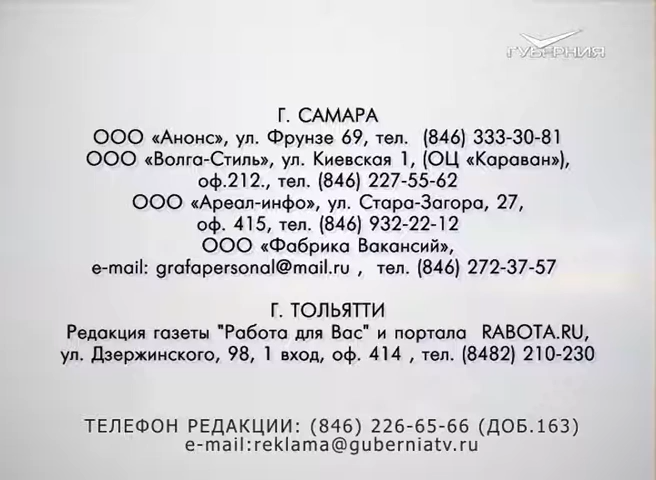 ГУБЕРНИЯ
Г. САМАРА
ООО «Анонс», ул. Фрунзе 69, тел. (846) 333-30-81
ООО «Волга-Стиль», ул. Киевская 1, (ОЦ «Караван»),
оф.212., тел. (846) 227-55-62
ООО «Ареал-инфо», ул. Стара-Загора, 27,
оф. 415, тел. (846) 932-22-12
ООО «Фабрика Вакансий»,
e-mail: grafapersonal@mail.ru , тел. (846) 272-37-57
Г. ТОЛЬЯТТИ
Редакция газеты "Работа для Вас" и портала RABOTA.RU,
ул. Дзержинского, 98, 1 вход, оф. 414 , тел. (8482) 210-230
ТЕЛЕФОН РЕДАКЦИИ: (846) 226-65-66 (ДОБ.163)
e-mail:reklama@guberniatv.ru